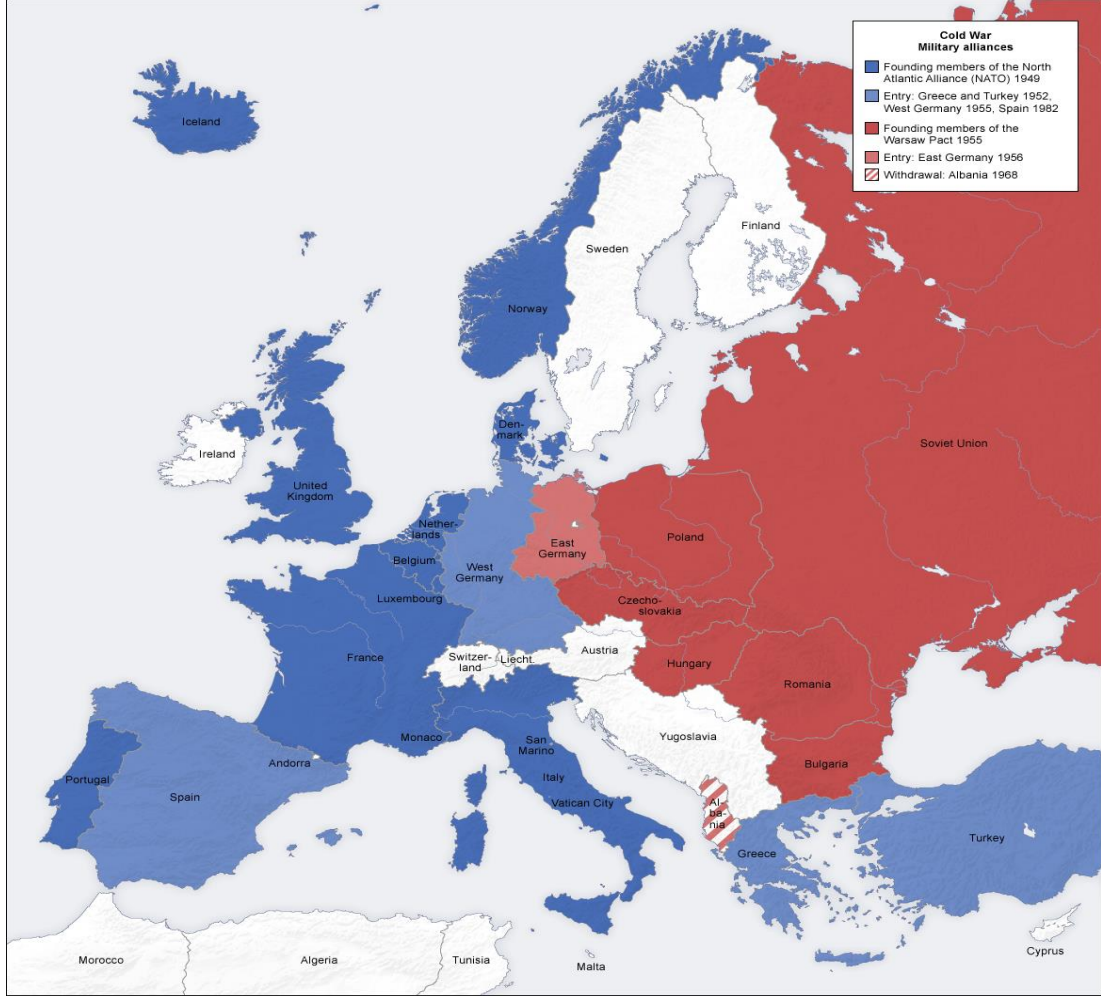 Cold War
Military alliances
Founding members of the North
Atlantic Alliance (NATO) 1949
Entry: Greece and Turkey 1952,
West Germany 1955, Spain 1982
Founding members of the
Warsaw Pact 1955
Entry: East Germany 1956
Withdrawal: Albania 1968
Iceland
Sweden
Finland
Norway
Den-
mark
Ireland
United
Kingdom
Soviet Union
Nether-
lands
Belgium
Luxembourg
West
Germany
East
Germany
Poland
Czecho-
slovakia
France
Switzer-
land
Liecht.
Austria
Hungary
Romania
Monaco
San
Marino
Italy
Vatican City
Yugoslavia
Bulgaria
Andorra
Portugal
Spain
Al-
ba-
nia
Greece
Turkey
Morocco
Algeria
Tunisia
Malta
Cyprus